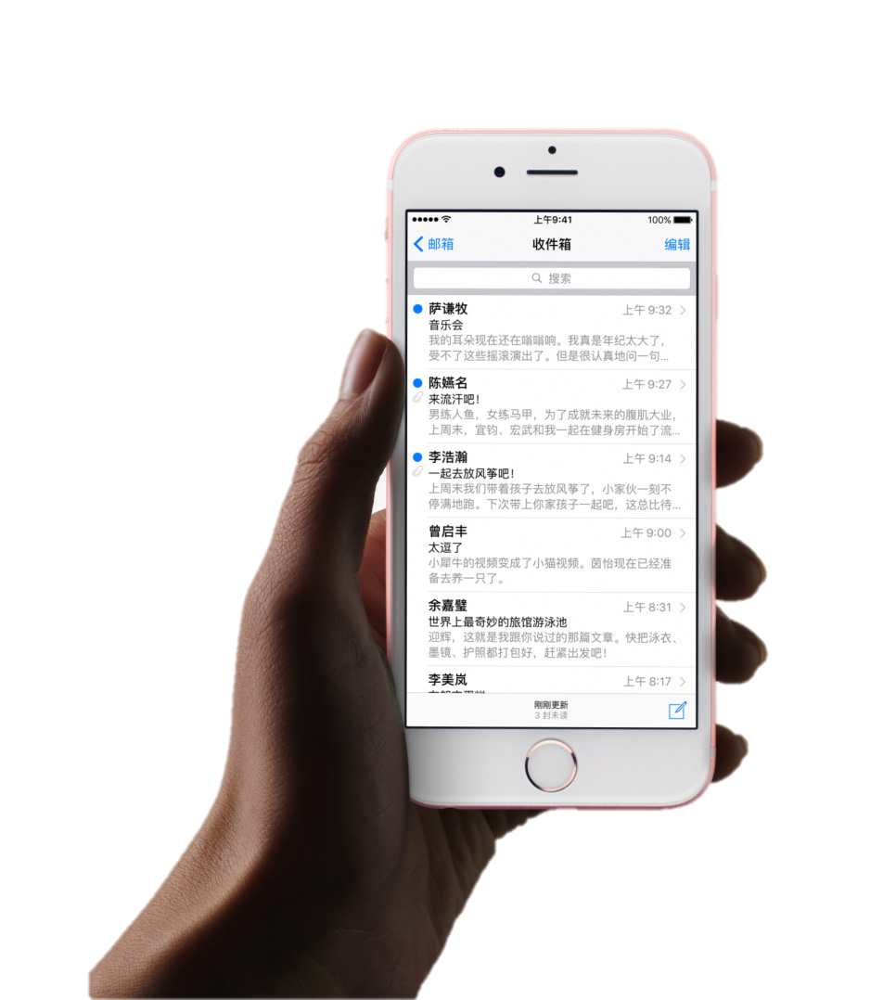 上午9:41 100%
邮箱 收件箱 编辑
搜索
萨谦牧 上午 9:32
音乐会
我的耳朵现在还在嗡嗡响。我真是年纪太大了，
受不了这些摇滚演出了。但是很认真地问一句...
陈嬿名 上午 9:27
来流汗吧！
男练人鱼，女练马甲，为了成就未来的腹肌大业，
上周末，宜钧、宏武和我一起在健身房开始了流...
李浩瀚 上午 9:14
一起去放风筝吧！
上周末我们带着孩子去放风筝了，小家伙一刻不
停满地跑。下次带上你家孩子一起吧，这总比待...
曾启丰 上午 9:00
太逗了
小犀牛的视频变成了小猫视频。茵怡现在已经准
备去养一只了。
余嘉璧 上午 8:31
世界上最奇妙的旅馆游泳池
迎辉，这就是我跟你说过的那篇文章。快把泳衣、
墨镜、护照都打包好，赶紧出发吧！
李美岚 上午 8:17
刚刚更新
3 封未读